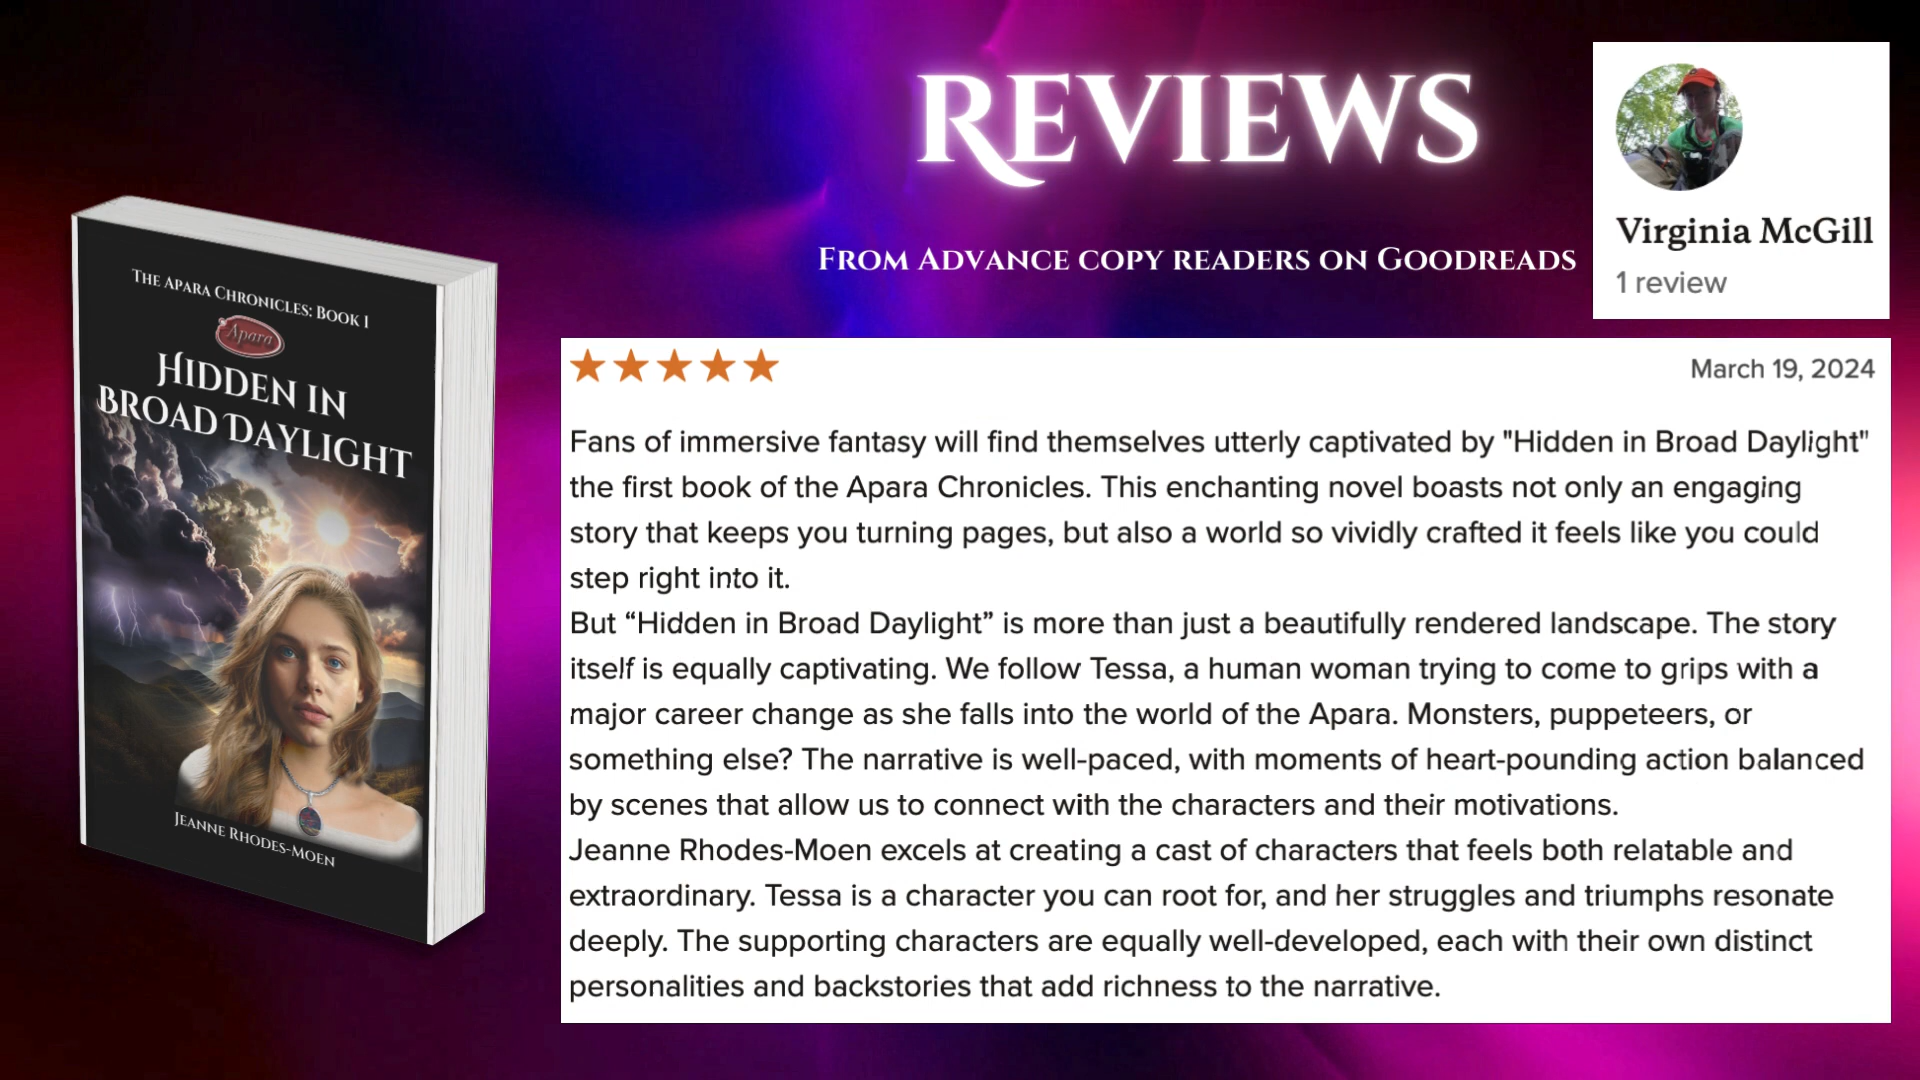 REVIEWS
FROM ADVANCE COPY READERS ON GOODREADS
Virginia McGill
1 review
THE APARA CHRONICLES: BOOK 1
Apara
HIDDEN IN
BROAD DAYLIGHT
JEANNE RHODES-MOEN
March 19, 2024
Fans of immersive fantasy will find themselves utterly captivated by "Hidden in Broad Daylight"
the first book of the Apara Chronicles. This enchanting novel boasts not only an engaging
story that keeps you turning pages, but also a world so vividly crafted it feels like you could
step right into it.
But “Hidden in Broad Daylight” is more than just a beautifully rendered landscape. The story
itself is equally captivating. We follow Tessa, a human woman trying to come to grips with a
major career change as she falls into the world of the Apara. Monsters, puppeteers, or
something else? The narrative is well-paced, with moments of heart-pounding action balanced
by scenes that allow us to connect with the characters and their motivations.
Jeanne Rhodes-Moen excels at creating a cast of characters that feels both relatable and
extraordinary. Tessa is a character you can root for, and her struggles and triumphs resonate
deeply. The supporting characters are equally well-developed, each with their own distinct
personalities and backstories that add richness to the narrative.